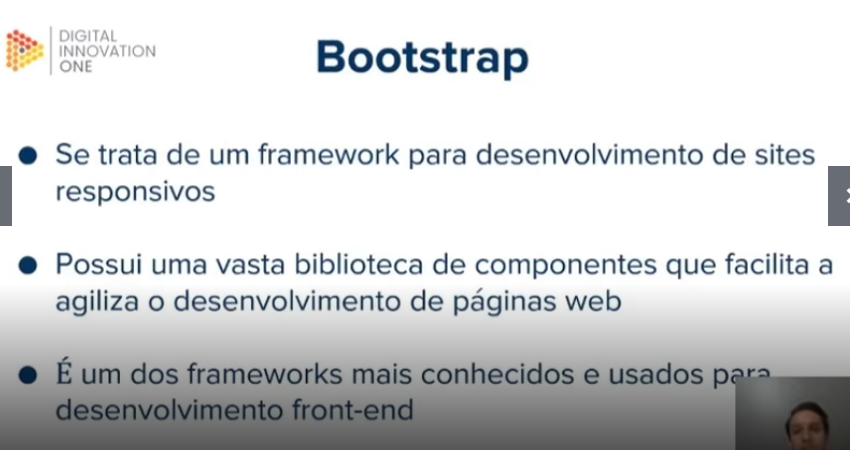 DIGITAL
INNOVATION
ONE
Bootstrap
● Se trata de um framework para desenvolvimento de sites
responsivos
● Possui uma vasta biblioteca de componentes que facilita a
agiliza o desenvolvimento de páginas web
● É um dos frameworks mais conhecidos e usados para
desenvolvimento front-end